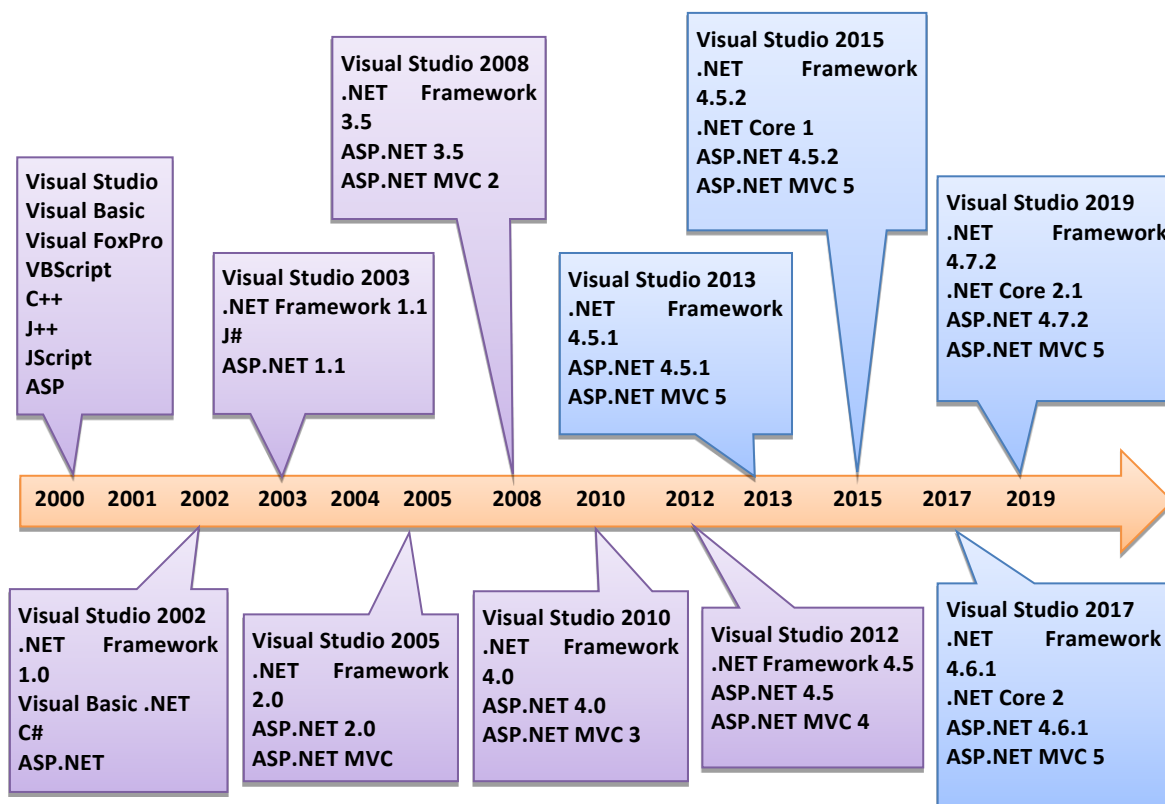 Visual Studio
Visual Basic
Visual FoxPro
VBScript
C++
J++
JScript
ASP
Visual Studio 2003
.NET Framework 1.1
J#
ASP.NET 1.1
Visual Studio 2008
.NET Framework
3.5
ASP.NET 3.5
ASP.NET MVC 2
Visual Studio 2013
.NET Framework
4.5.1
ASP.NET 4.5.1
ASP.NET MVC 5
Visual Studio 2015
.NET Framework
4.5.2
.NET Core 1
ASP.NET 4.5.2
ASP.NET MVC 5
Visual Studio 2019
.NET Framework
4.7.2
.NET Core 2.1
ASP.NET 4.7.2
ASP.NET MVC 5
2000 2001 2002 2003 2004 2005 2008 2010 2012 2013 2015 2017 2019
Visual Studio 2002
.NET Framework
1.0
Visual Basic .NET
C#
ASP.NET
Visual Studio 2005
.NET Framework
2.0
ASP.NET 2.0
ASP.NET MVC
Visual Studio 2010
.NET Framework
4.0
ASP.NET 4.0
ASP.NET MVC 3
Visual Studio 2012
.NET Framework 4.5
ASP.NET 4.5
ASP.NET MVC 4
Visual Studio 2017
.NET Framework
4.6.1
.NET Core 2
ASP.NET 4.6.1
ASP.NET MVC 5